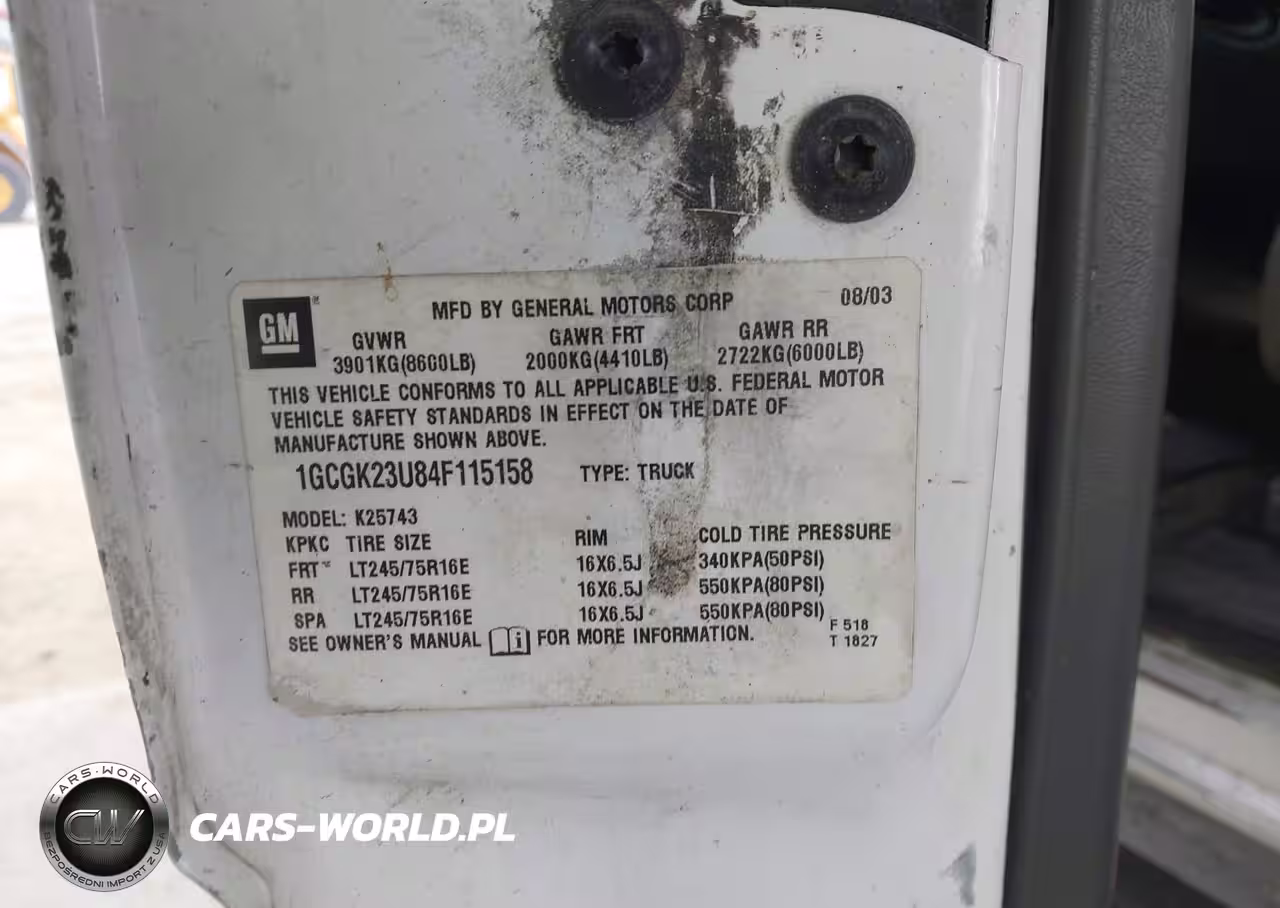 GM
MFD BY GENERAL MOTORS CORP 08/03
GVWR GAWR FRT GAWR RR
3901KG(8600LB) 2000KG(4410LB) 2722KG(6000LB)
THIS VEHICLE CONFORMS TO ALL APPLICABLE U.S. FEDERAL MOTOR
VEHICLE SAFETY STANDARDS IN EFFECT ON THE DATE OF
MANUFACTURE SHOWN ABOVE.
1GCGK23U84F115158 TYPE: TRUCK
MODEL: K25743
KPKC TIRE SIZE RIM COLD TIRE PRESSURE
FRT LT245/75R16E 16X6.5J 340KPA(50PSI)
RR LT245/75R16E 16X6.5J 550KPA(80PSI)
SPA LT245/75R16E 16X6.5J 550KPA(80PSI)
SEE OWNER'S MANUAL i FOR MORE INFORMATION.
F 518
T 1827
CARS-WORLD
CW
BEZPOŚREDNI IMPORT Z USA
CARS-WORLD.PL